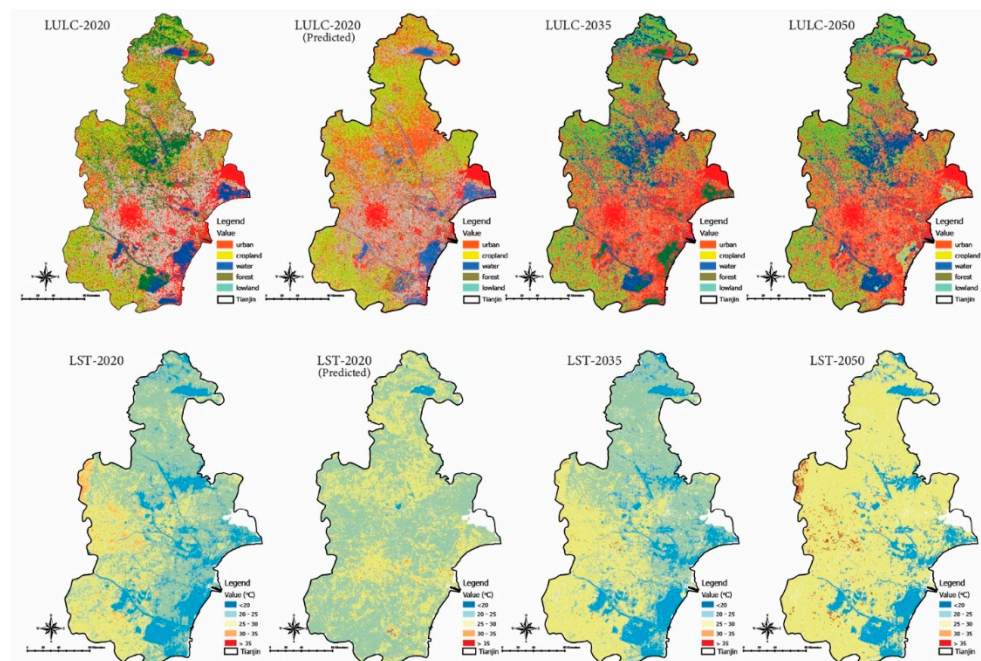 LULC-2020
LULC-2020
(Predicted)
LULC-2035
LULC-2050
Legend
Value
urban
cropland
water
forest
lowland
Tianjin
Legend
Value
urban
cropland
water
forest
lowland
Tianjin
Legend
Value
urban
cropland
water
forest
lowland
Tianjin
Legend
Value
urban
cropland
water
forest
lowland
Tianjin
LST-2020
LST-2020
(Predicted)
LST-2035
LST-2050
Legend
Value (°C)
<20
20 - 25
25 - 30
30 - 35
> 35
Tianjin
Legend
Value (°C)
<20
20 - 25
25 - 30
30 - 35
> 35
Tianjin
Legend
Value (°C)
<20
20 - 25
25 - 30
30 - 35
> 35
Tianjin
Legend
Value (°C)
<20
20 - 25
25 - 30
30 - 35
> 35
Tianjin